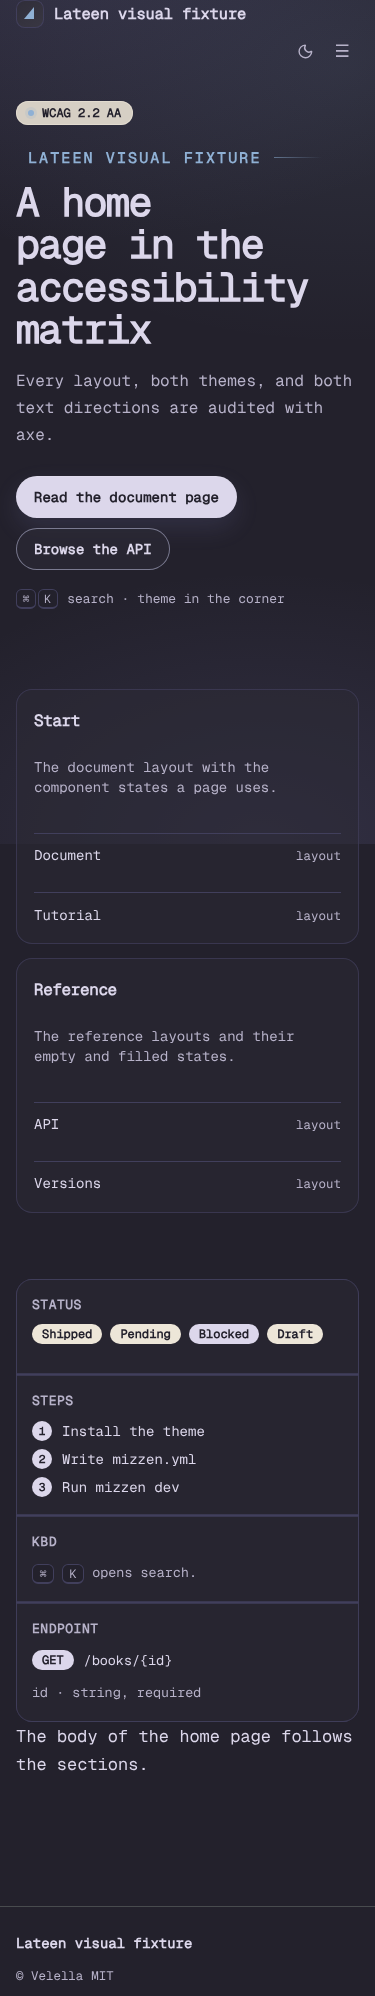 Lateen visual fixture
WCAG 2.2 AA
LATEEN VISUAL FIXTURE
A home
page in the
accessibility
matrix
Every layout, both themes, and both
text directions are audited with
axe.
Read the document page
Browse the API
⌘ K search · theme in the corner
Start
The document layout with the
component states a page uses.
Document layout
Tutorial layout
Reference
The reference layouts and their
empty and filled states.
API layout
Versions layout
STATUS
Shipped Pending Blocked Draft
STEPS
1 Install the theme
2 Write mizzen.yml
3 Run mizzen dev
KBD
⌘ K opens search.
ENDPOINT
GET /books/{id}
id · string, required
The body of the home page follows
the sections.
Lateen visual fixture
© Velella MIT